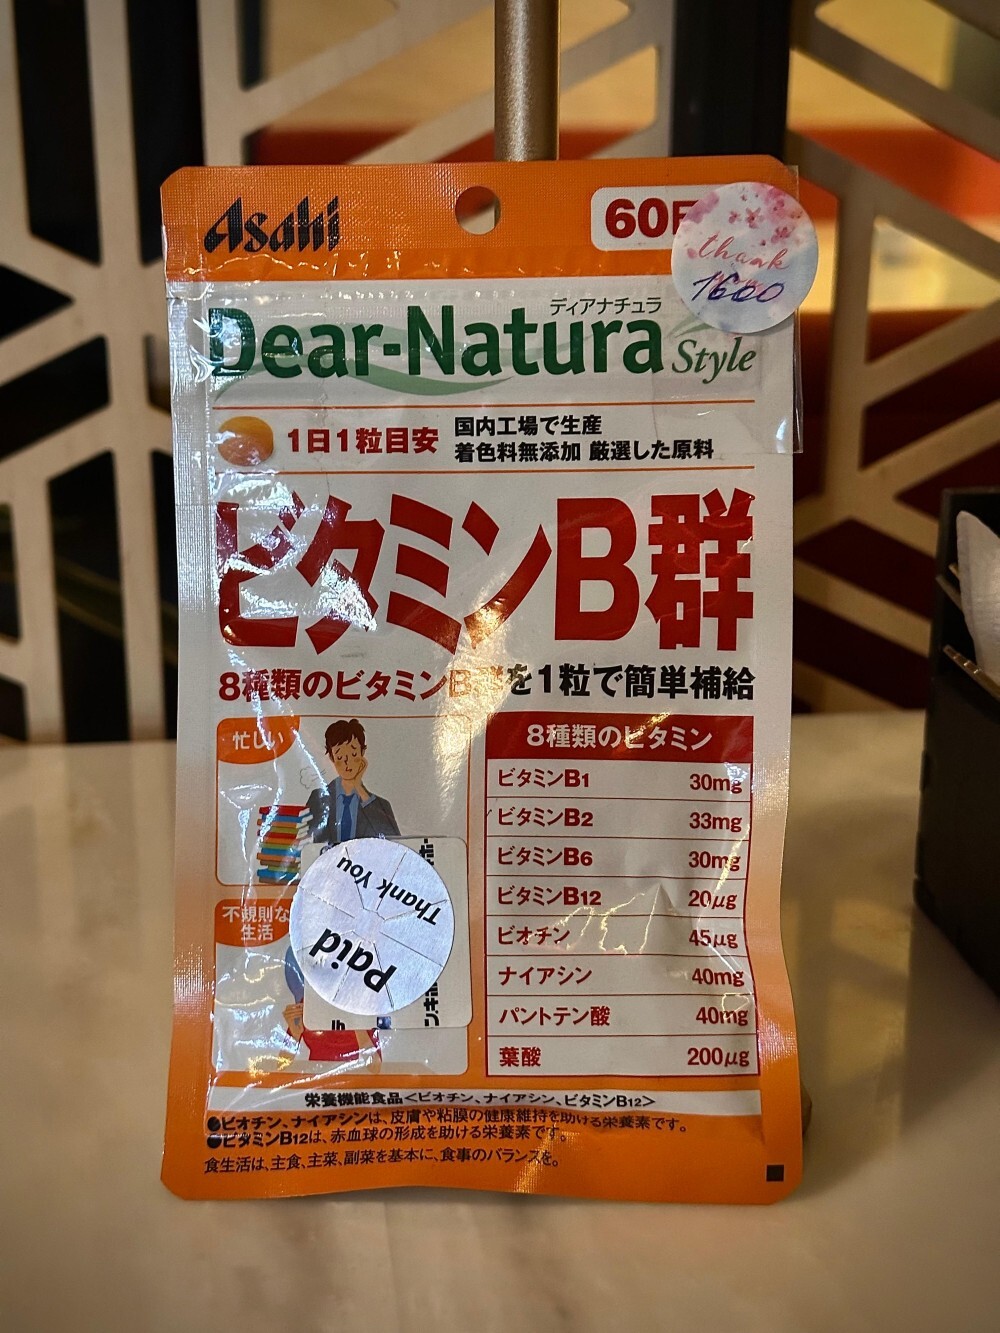 Asahi
60日
thank
1600
ディアナチュラ
Dear-Natura
Style
1日1粒目安
国内工場で生産
着色料無添加 厳選した原料
ビタミンB群
8種類のビタミンB群を1粒で簡単補給
忙しい
不規則な
生活
Thank You
Paid
8種類のビタミン
ビタミンB1 30mg
ビタミンB2 33mg
ビタミンB6 30mg
ビタミンB12 20μg
ビオチン 45μg
ナイアシン 40mg
パントテン酸 40mg
葉酸 200μg
栄養機能食品<ビオチン、ナイアシン、ビタミンB12>
●ビオチン、ナイアシンは、皮膚や粘膜の健康維持を助ける栄養素です。
●ビタミンB12は、赤血球の形成を助ける栄養素です。
食生活は、主食、主菜、副菜を基本に、食事のバランスを。